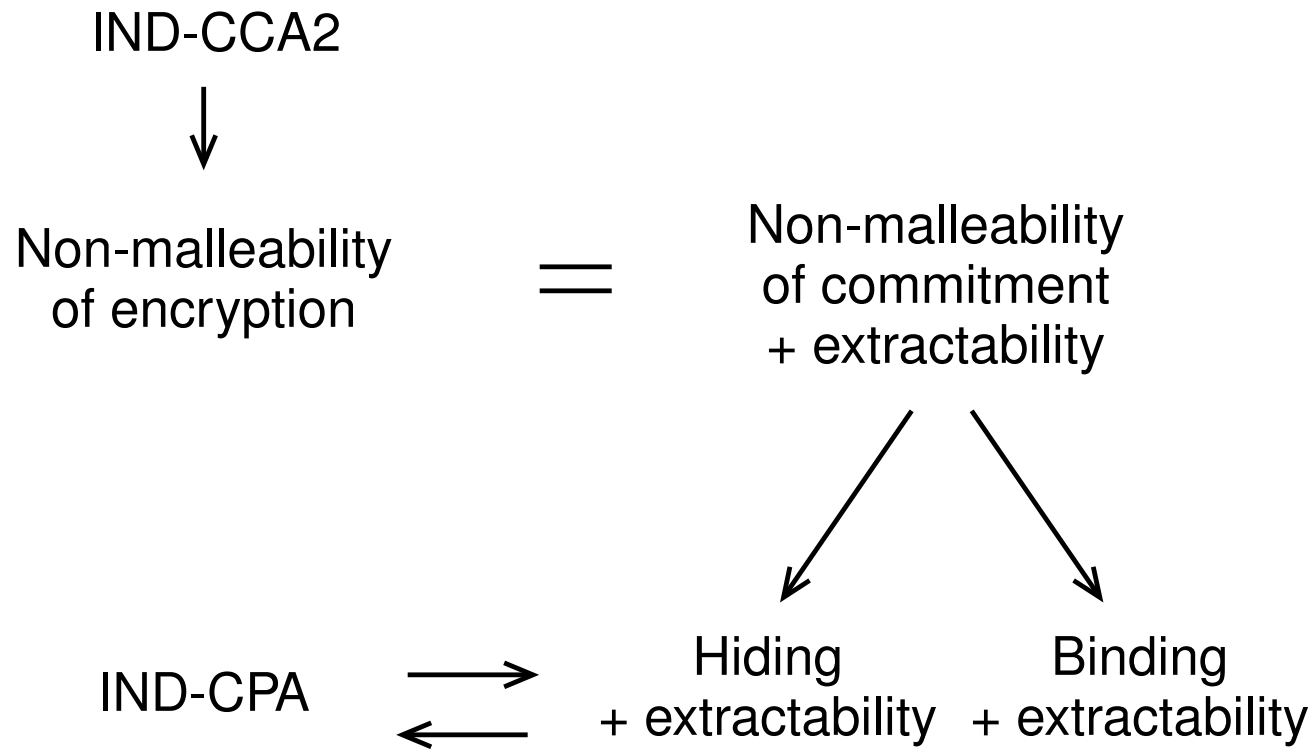 IND-CCA2
Non-malleability
of encryption
=
Non-malleability
of commitment
+ extractability
IND-CPA
Hiding
+ extractability
Binding
+ extractability